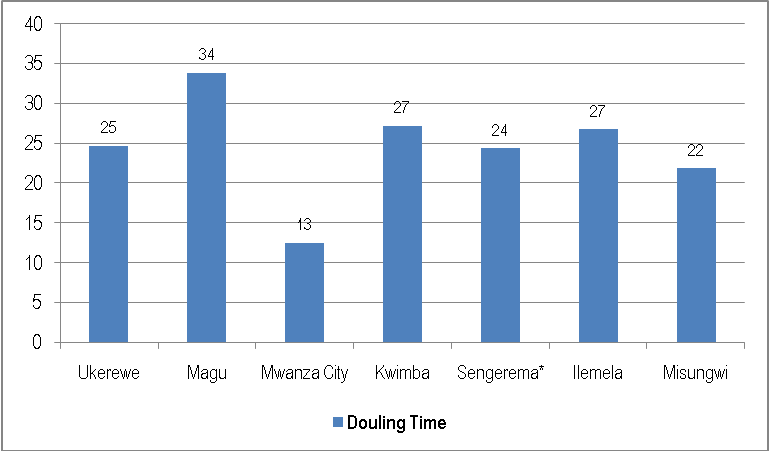 40
35
30
25
20
15
10
5
0
25
34
13
27
24
27
22
Ukerewe
Magu
Mwanza City
Kwimba
Sengerema*
Ilemela
Misungwi
Douling Time